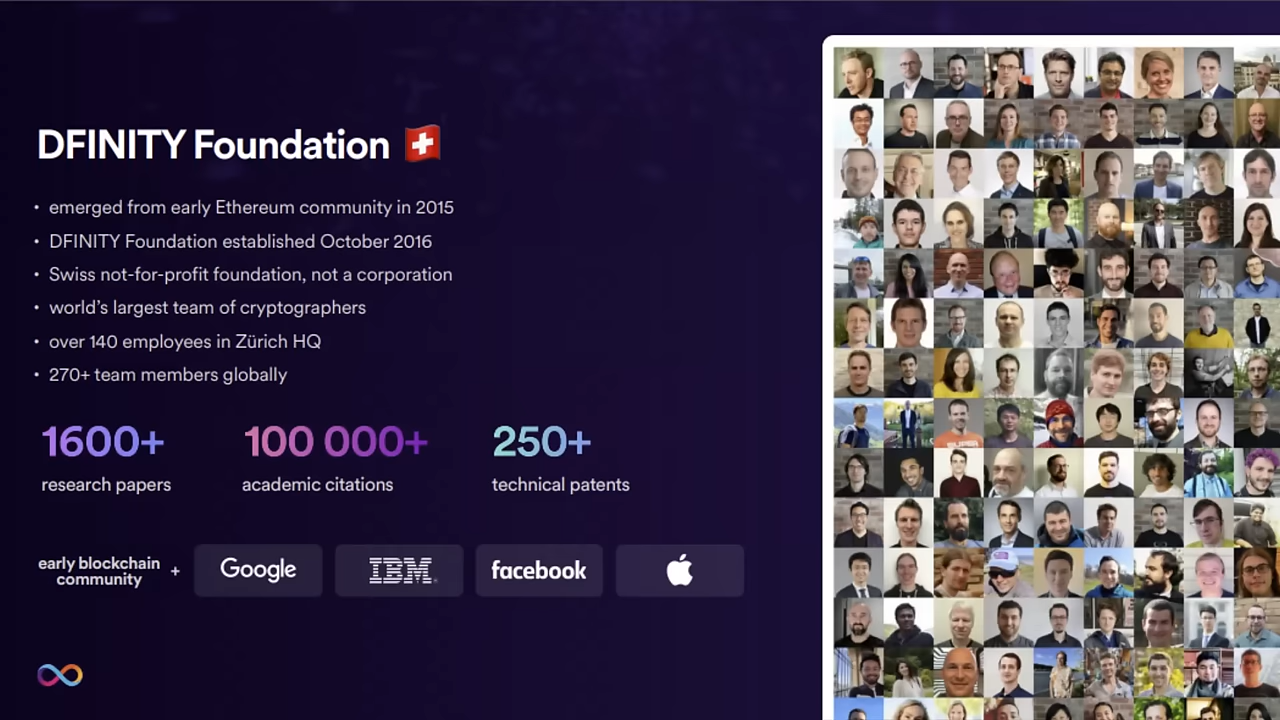 DFINITY Foundation
• emerged from early Ethereum community in 2015
• DFINITY Foundation established October 2016
• Swiss not-for-profit foundation, not a corporation
• world's largest team of cryptographers
• over 140 employees in Zürich HQ
• 270+ team members globally
1600+ 100 000+ 250+
research papers academic citations technical patents
early blockchain
community + Google IBM facebook